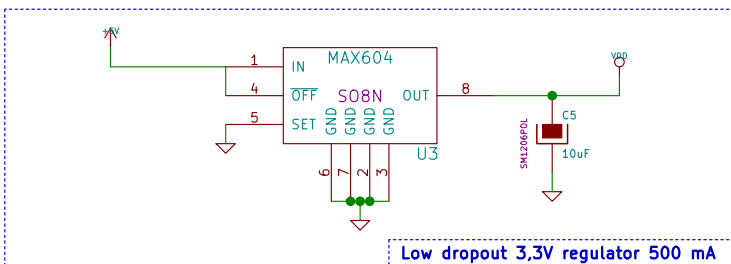 +5V
VDD
MAX604
1
IN
4
OFF
SO8N
OUT
8
5
SET
GND
GND
GND
GND
U3
6
7
2
3
C5
SM1206POL
10uF
Low dropout 3,3V regulator 500 mA